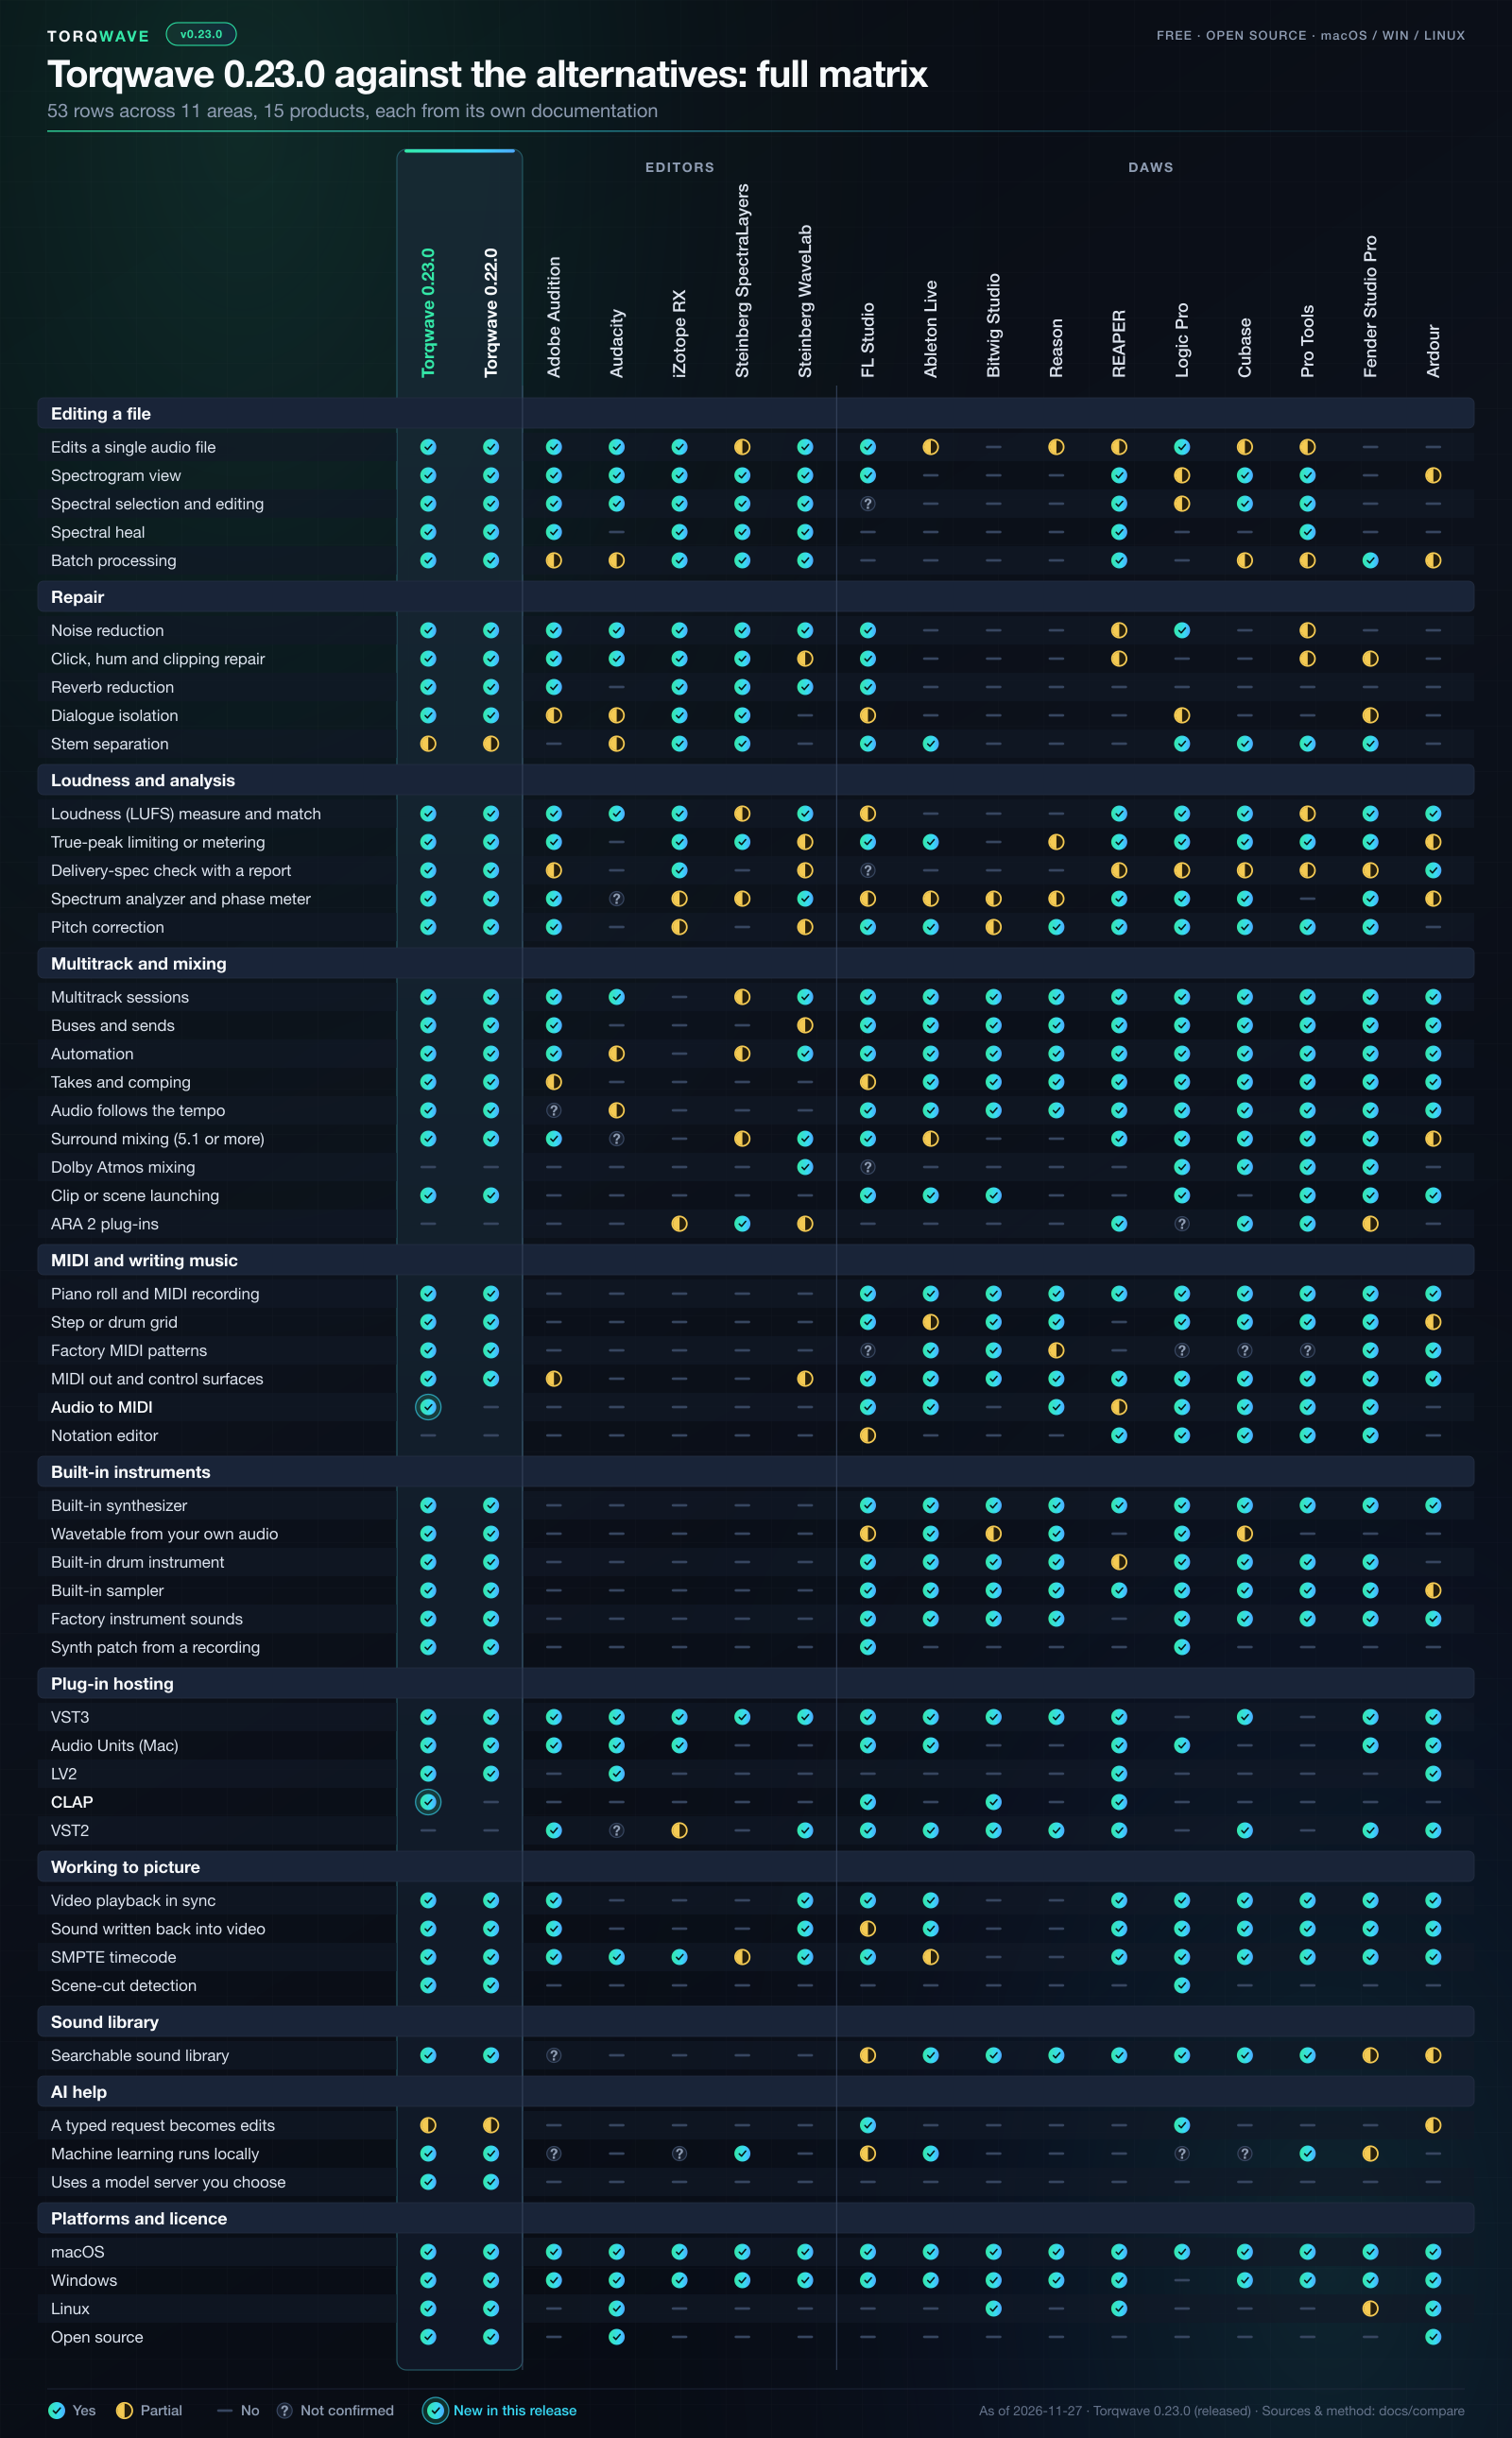 TORQWAVE v0.23.0
FREE · OPEN SOURCE · macOS / WIN / LINUX
Torqwave 0.23.0 against the alternatives: full matrix
53 rows across 11 areas, 15 products, each from its own documentation
EDITORS
DAWS
Torqwave 0.23.0
Torqwave 0.22.0
Adobe Audition
Audacity
iZotope RX
Steinberg SpectraLayers
Steinberg WaveLab
FL Studio
Ableton Live
Bitwig Studio
Reason
REAPER
Logic Pro
Cubase
Pro Tools
Fender Studio Pro
Ardour
Editing a file
Edits a single audio file
Spectrogram view
Spectral selection and editing
Spectral heal
Batch processing
Repair
Noise reduction
Click, hum and clipping repair
Reverb reduction
Dialogue isolation
Stem separation
Loudness and analysis
Loudness (LUFS) measure and match
True-peak limiting or metering
Delivery-spec check with a report
Spectrum analyzer and phase meter
Pitch correction
Multitrack and mixing
Multitrack sessions
Buses and sends
Automation
Takes and comping
Audio follows the tempo
Surround mixing (5.1 or more)
Dolby Atmos mixing
Clip or scene launching
ARA 2 plug-ins
MIDI and writing music
Piano roll and MIDI recording
Step or drum grid
Factory MIDI patterns
MIDI out and control surfaces
Audio to MIDI
Notation editor
Built-in instruments
Built-in synthesizer
Wavetable from your own audio
Built-in drum instrument
Built-in sampler
Factory instrument sounds
Synth patch from a recording
Plug-in hosting
VST3
Audio Units (Mac)
LV2
CLAP
VST2
Working to picture
Video playback in sync
Sound written back into video
SMPTE timecode
Scene-cut detection
Sound library
Searchable sound library
AI help
A typed request becomes edits
Machine learning runs locally
Uses a model server you choose
Platforms and licence
macOS
Windows
Linux
Open source
Yes Partial No ? Not confirmed New in this release
As of 2026-11-27 · Torqwave 0.23.0 (released) · Sources & method: docs/compare